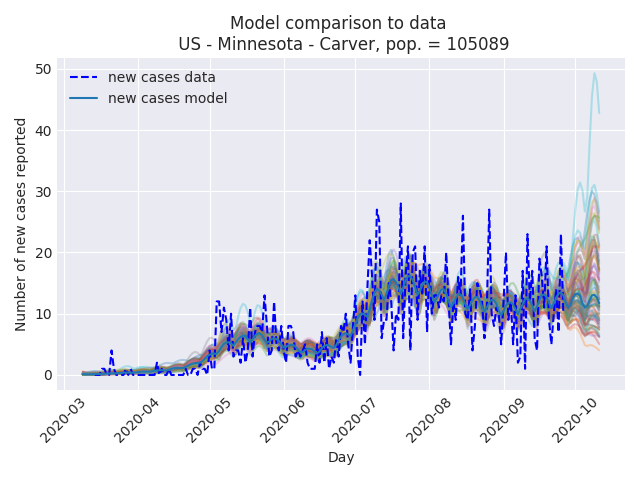 Model comparison to data
US - Minnesota - Carver, pop. = 105089
new cases data
new cases model
Number of new cases reported
50
40
30
20
10
0
2020-03
2020-04
2020-05
2020-06
2020-07
2020-08
2020-09
2020-10
Day